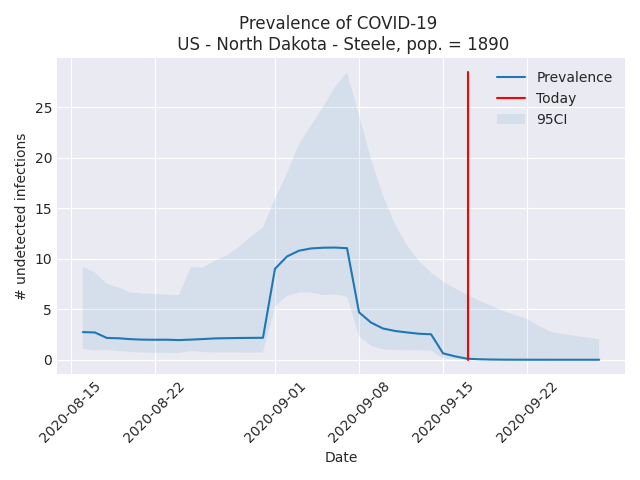 Prevalence of COVID-19
US - North Dakota - Steele, pop. = 1890
Prevalence
Today
95CI
# undetected infections
25
20
15
10
5
0
2020-08-15
2020-08-22
2020-09-01
2020-09-08
2020-09-15
2020-09-22
Date